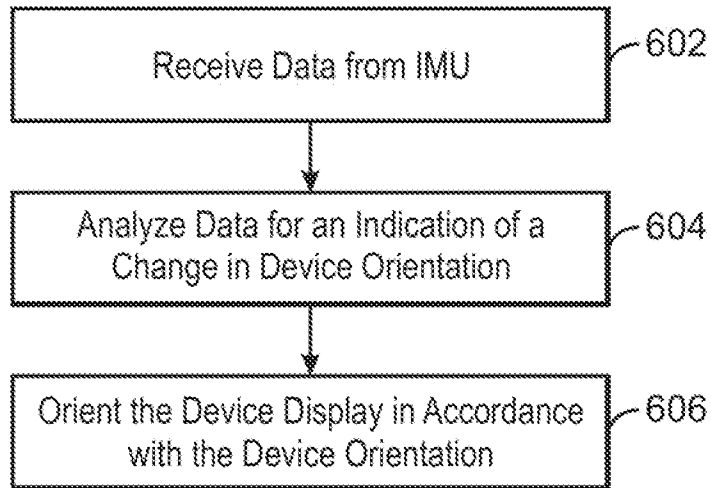 Receive Data from IMU
602
Analyze Data for an Indication of a
Change in Device Orientation
604
Orient the Device Display in Accordance
with the Device Orientation
606